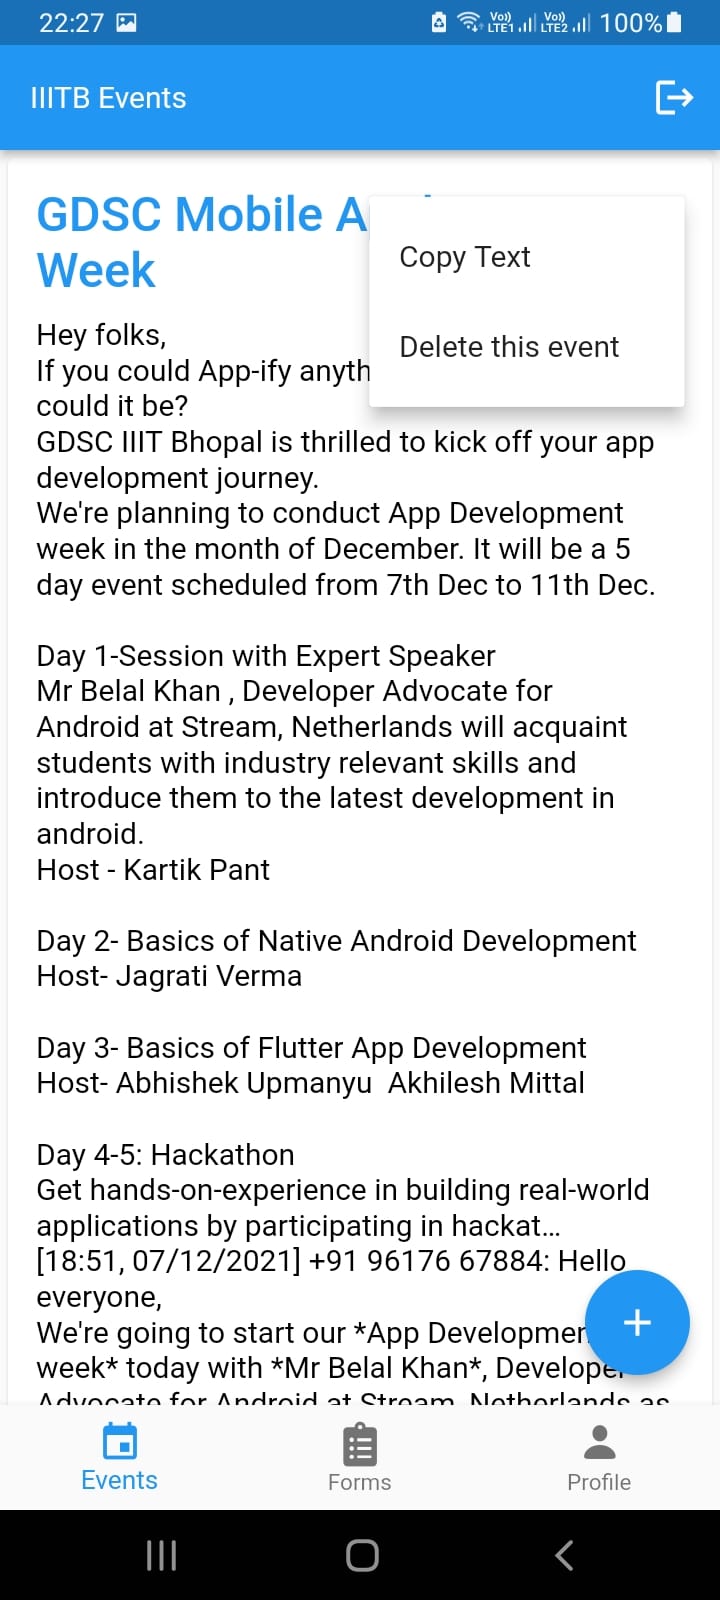 22:27
Vo)) LTE1 Vo)) LTE2 100%
IIITB Events
GDSC Mobile
Week
Copy Text
Delete this event
Hey folks,
If you could App-ify
could it be?
GDSC IIIT Bhopal is thrilled to kick off your app
development journey.
We're planning to conduct App Development
week in the month of December. It will be a 5
day event scheduled from 7th Dec to 11th Dec.
Day 1-Session with Expert Speaker
Mr Belal Khan , Developer Advocate for
Android at Stream, Netherlands will acquaint
students with industry relevant skills and
introduce them to the latest development in
android.
Host - Kartik Pant
Day 2- Basics of Native Android Development
Host- Jagrati Verma
Day 3- Basics of Flutter App Development
Host- Abhishek Upmanyu  Akhilesh Mittal
Day 4-5: Hackathon
Get hands-on-experience in building real-world
applications by participating in hackat...
[18:51, 07/12/2021] +91 96176 67884: Hello
everyone,
We're going to start our *App Developmen
week* today with *Mr Belal Khan*, Developer
Advocate for Android at Stream, Netherlands as
Events
Forms
Profile